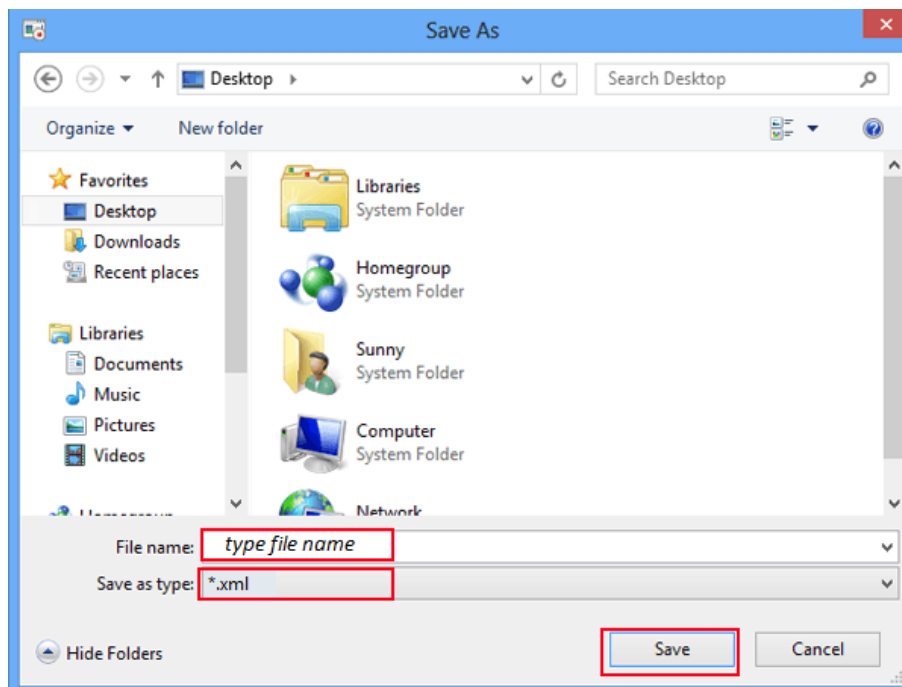 Save As
Desktop
Search Desktop
Organize
New folder
Favorites
Desktop
Downloads
Recent places
Libraries
Documents
Music
Pictures
Videos
Homegroup
Libraries
System Folder
Homegroup
System Folder
Sunny
System Folder
Computer
System Folder
Network
File name: type file name
Save as type: *.xml
Hide Folders
Save
Cancel